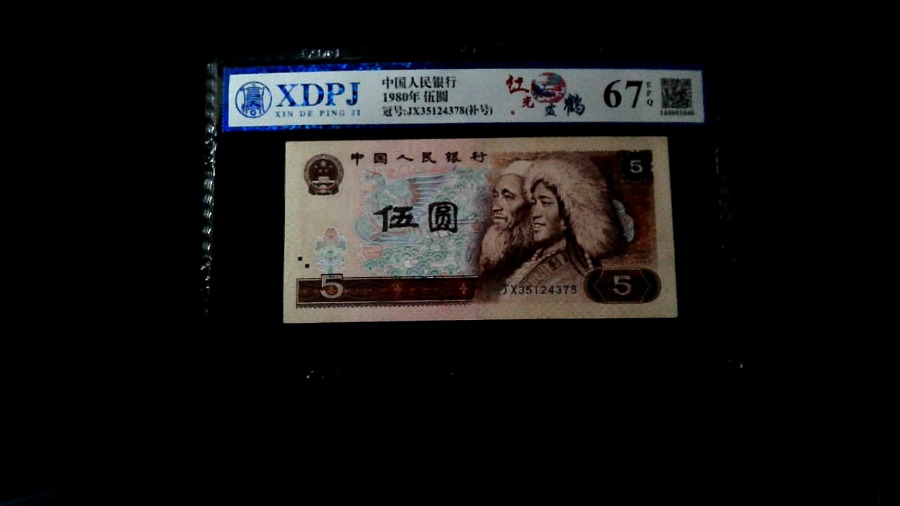 XDPJ
XIN DE PING JI
中国人民银行
1980年 伍圆
冠号:JX35124378(补号)
红光
鹤
67
EPQ
中国人民银行
5
伍圆
5
JX35124378
5